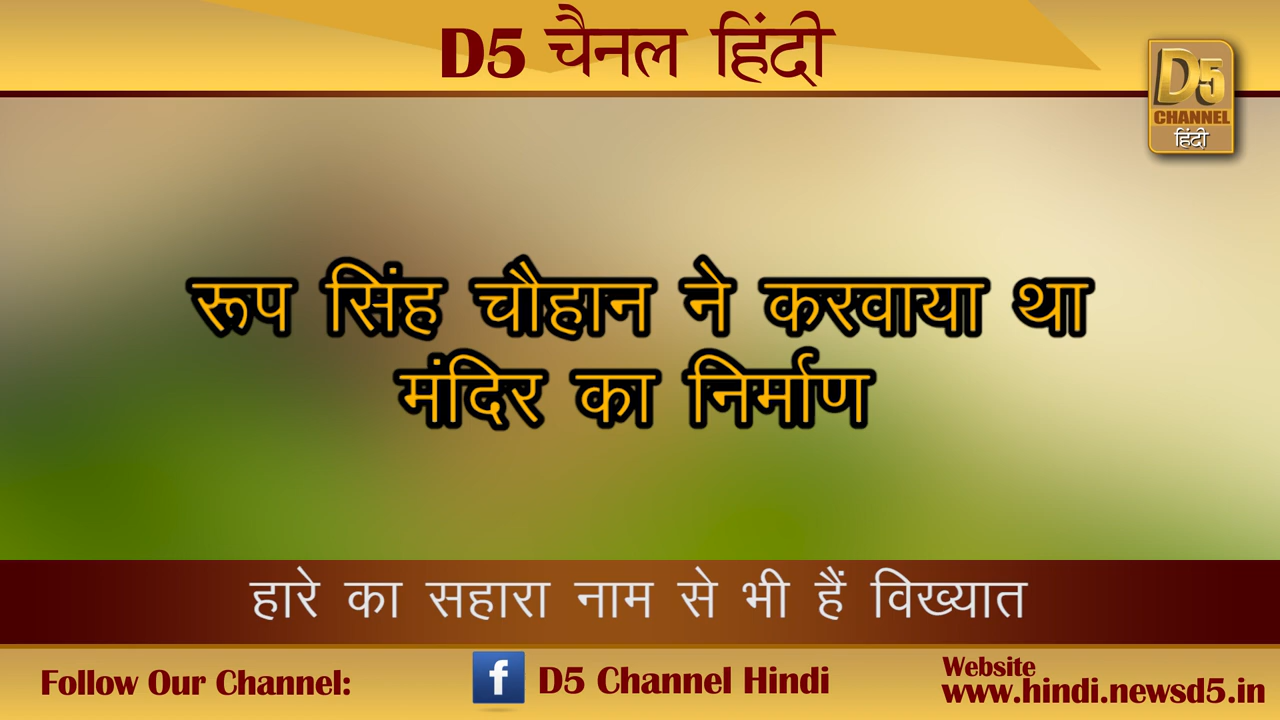 D5 चैनल हिंदी
D5
CHANNEL
हिंदी
रूप सिंह चौहान ने करवाया था
मंदिर का निर्माण
हारे का सहारा नाम से भी हैं विख्यात
Follow Our Channel:
f
D5 Channel Hindi
Website
www.hindi.newsd5.in